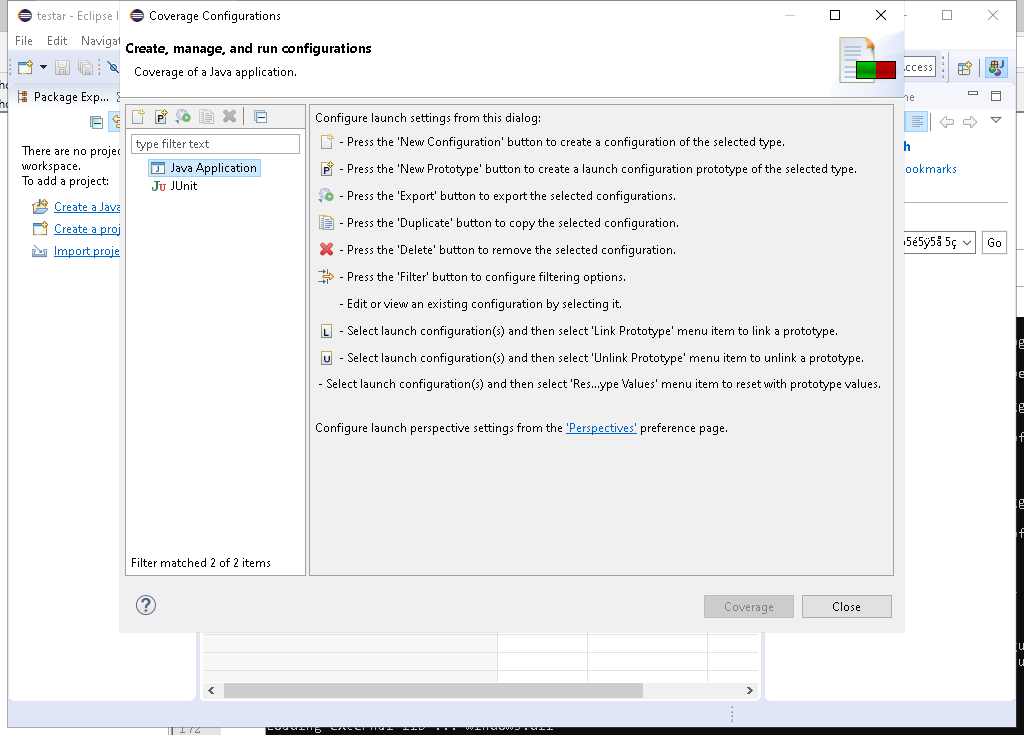 testar - Eclipse I
Coverage Configurations
File Edit Navigat
Create, manage, and run configurations
Coverage of a Java application.
ccess
Package Exp...
type filter text
Java Application
JUnit
Filter matched 2 of 2 items
There are no projec
workspace.
To add a project:
Create a Java
Create a proj
Import proje
Configure launch settings from this dialog:
- Press the 'New Configuration' button to create a configuration of the selected type.
- Press the 'New Prototype' button to create a launch configuration prototype of the selected type.
- Press the 'Export' button to export the selected configurations.
- Press the 'Duplicate' button to copy the selected configuration.
- Press the 'Delete' button to remove the selected configuration.
- Press the 'Filter' button to configure filtering options.
- Edit or view an existing configuration by selecting it.
L - Select launch configuration(s) and then select 'Link Prototype' menu item to link a prototype.
U - Select launch configuration(s) and then select 'Unlink Prototype' menu item to unlink a prototype.
- Select launch configuration(s) and then select 'Res...ype Values' menu item to reset with prototype values.
Configure launch perspective settings from the 'Perspectives' preference page.
Coverage
Close
me
h
ookmarks
Go
172
Loading external lib ... windows.dll